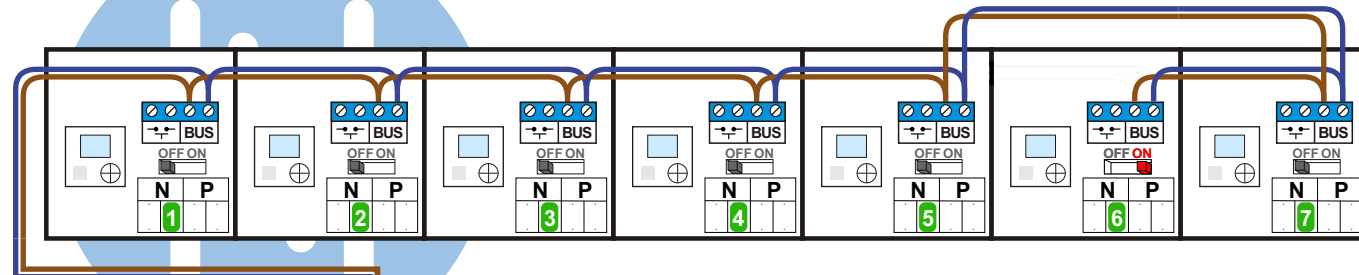 BUS BUS BUS BUS BUS BUS BUS
OFF ON OFF ON OFF ON OFF ON OFF ON OFF ON OFF ON
N P N P N P N P N P N P N P
1 2 3 4 5 6 7